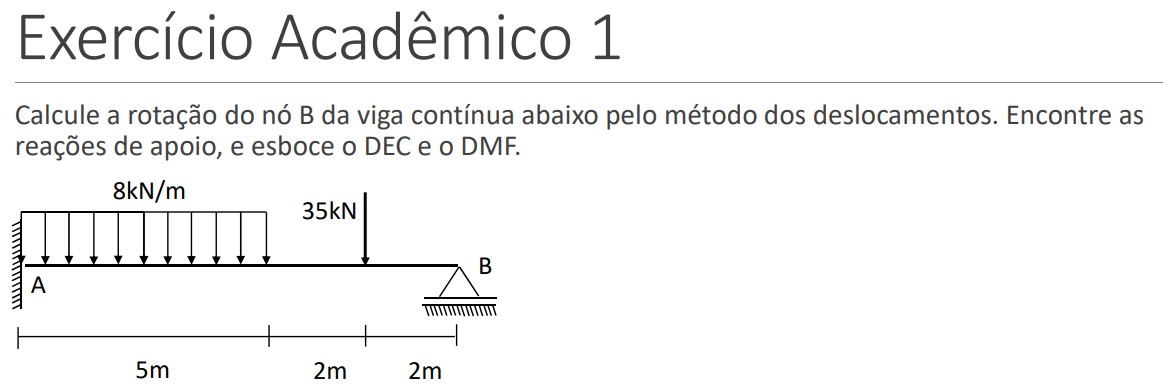 Exercício Acadêmico 1
Calcule a rotação do nó B da viga contínua abaixo pelo método dos deslocamentos. Encontre as
reações de apoio, e esboce o DEC e o DMF.
8kN/m
35kN
B
A
5m
2m
2m